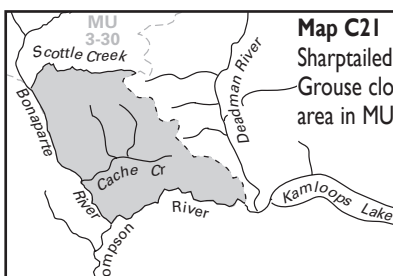 MU
3-30
Map C21
Sharptailed
Grouse clo
area in MU
Scottie Creek
Bonaparte
River
Deadman River
Cache Cr
River
Kamloops Lake
ompson